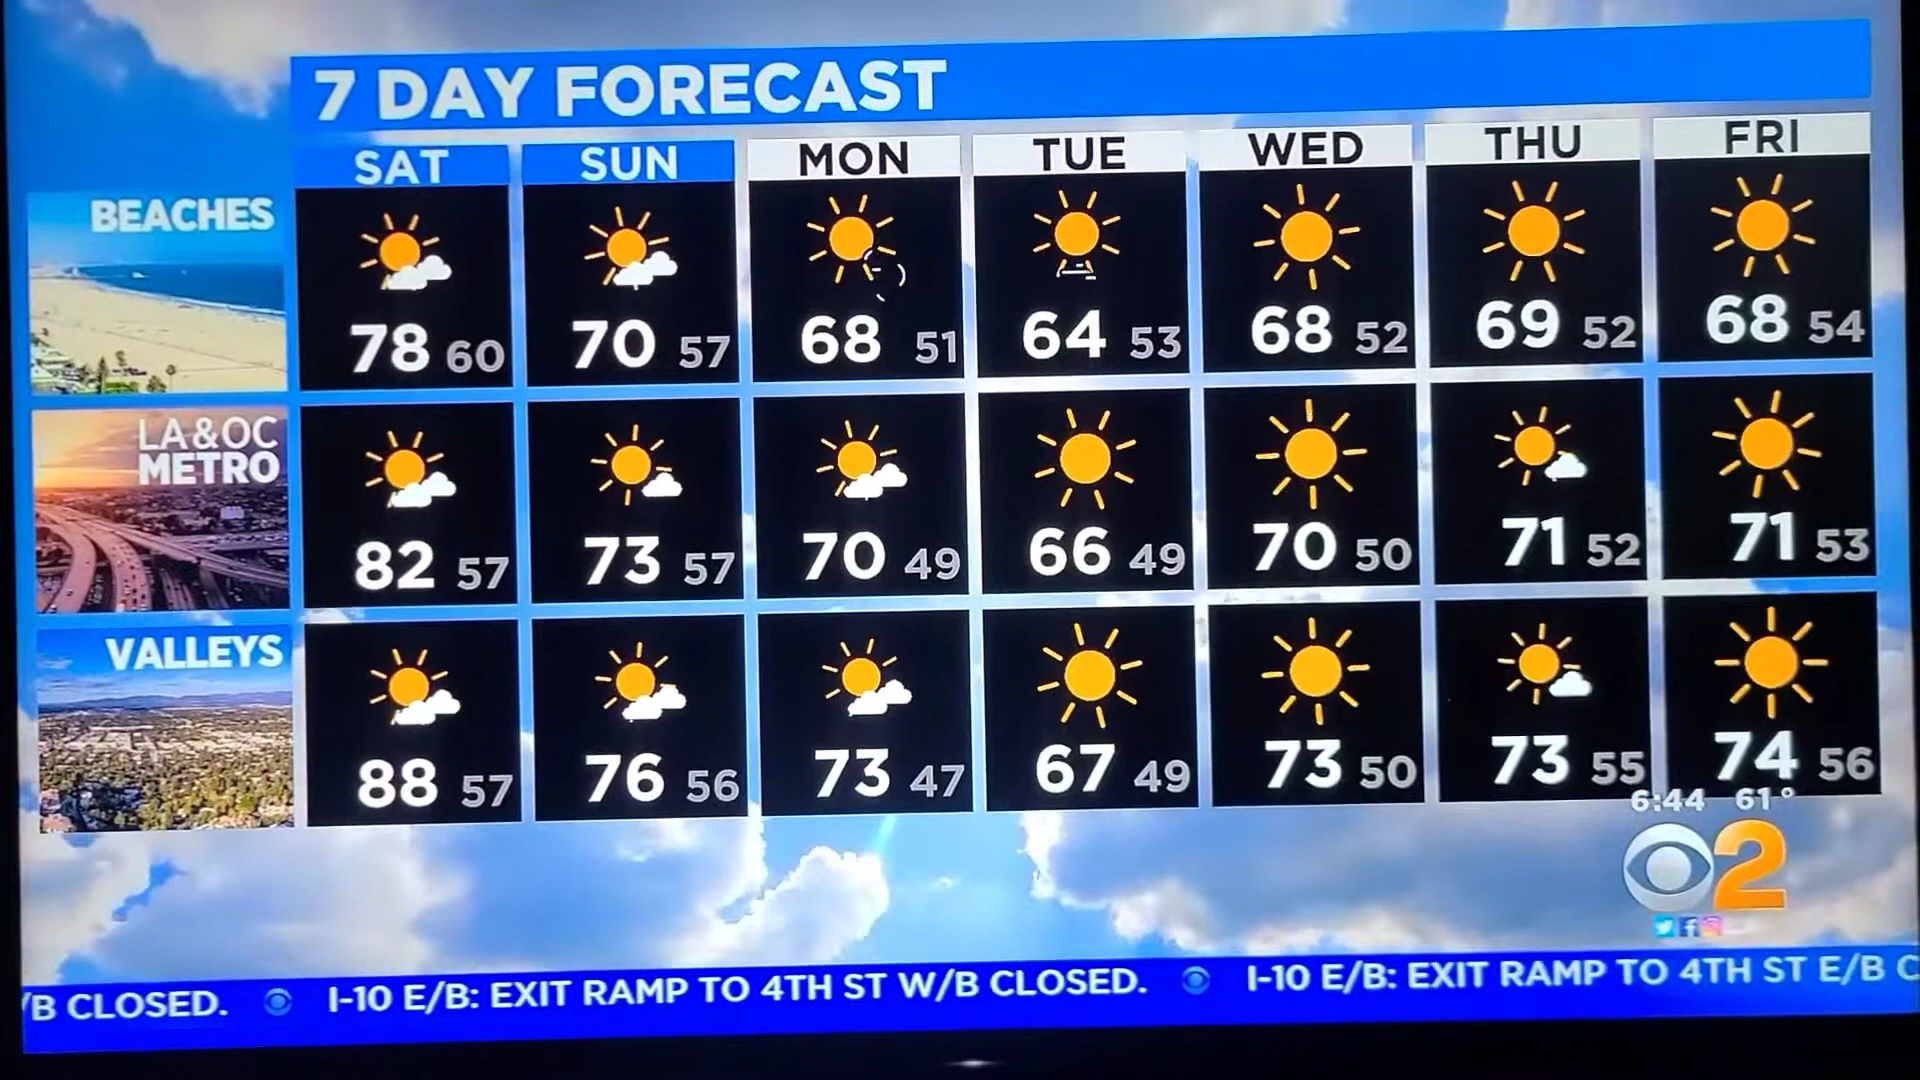 7 DAY FORECAST
SAT SUN MON TUE WED THU FRI
BEACHES
78 60 70 57 68 51 64 53 68 52 69 52 68 54
LA & OC
METRO
82 57 73 57 70 49 66 49 70 50 71 52 71 53
VALLEYS
88 57 76 56 73 47 67 49 73 50 73 55 74 56
6:44 61°
2
/B CLOSED. I-10 E/B: EXIT RAMP TO 4TH ST W/B CLOSED. I-10 E/B: EXIT RAMP TO 4TH ST E/B C